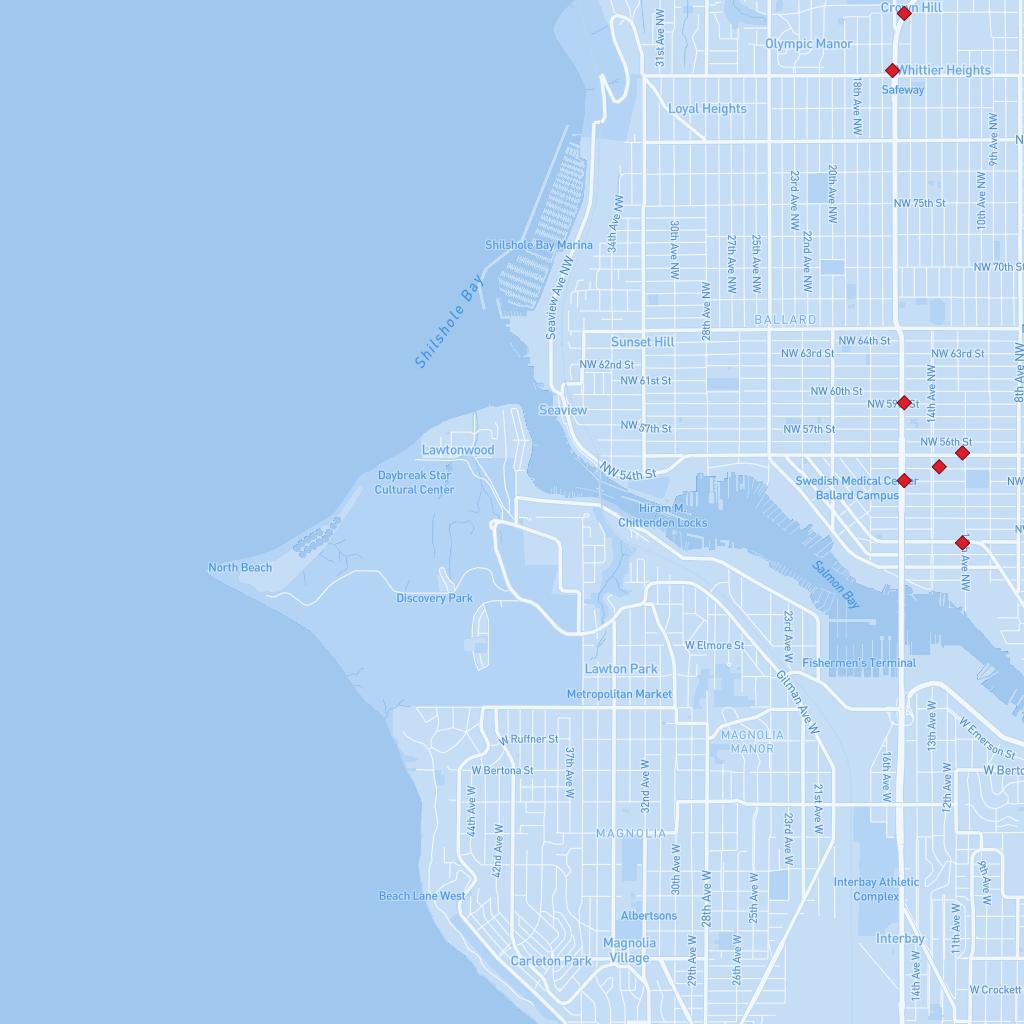 Crown Hill
31st Ave NW
Olympic Manor
Whittier Heights
Safeway
18th Ave NW
Loyal Heights
9th Ave NW
N
20th Ave NW
23rd Ave NW
10th Ave NW
NW 75th St
34th Ave NW
30th Ave NW
27th Ave NW
25th Ave NW
22nd Ave NW
Shilshole Bay Marina
NW 70th St
Seaview Ave NW
Shilshole Bay
28th Ave NW
BALLARD
Sunset Hill
NW 64th St
NW 63rd St
NW 63rd St
8th Ave NW
NW 62nd St
NW 61st St
14th Ave NW
NW 60th St
NW 59th St
Seaview
NW 57th St
NW 57th St
NW 56th St
Lawtonwood
NW 54th St
Daybreak Star
Cultural Center
Swedish Medical Center
Ballard Campus
NW
Hiram M.
Chittenden Locks
NW
North Beach
Salmon Bay
Discovery Park
23rd Ave W
W Elmore St
Lawton Park
Fishermen's Terminal
Metropolitan Market
Gilman Ave W
13th Ave W
W Emerson St
W Ruffner St
MAGNOLIA
MANOR
37th Ave W
16th Ave W
W Bertona St
W Berto
32nd Ave W
12th Ave W
44th Ave W
21st Ave W
23rd Ave W
MAGNOLIA
42nd Ave W
30th Ave W
9th Ave W
Interbay Athletic
Complex
Beach Lane West
28th Ave W
25th Ave W
Albertsons
11th Ave W
Interbay
Magnolia
Village
29th Ave W
26th Ave W
Carleton Park
14th Ave W
W Crockett